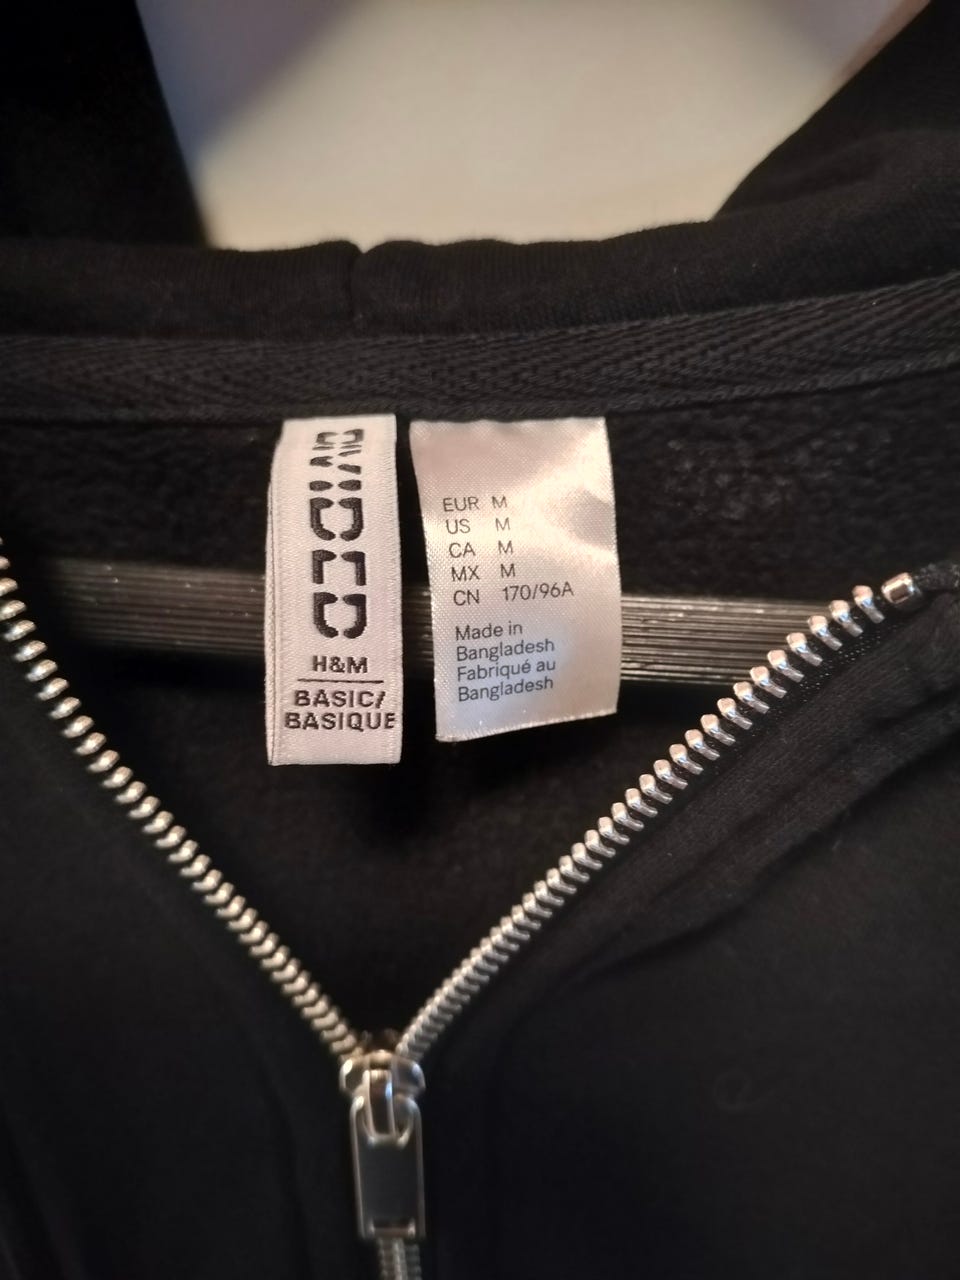 DIVIDED
H&M
BASIC/
BASIQUE
EUR M
US M
CA M
MX M
CN 170/96A
Made in
Bangladesh
Fabriqué au
Bangladesh